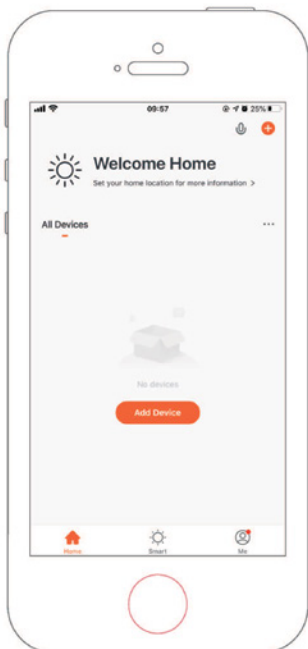 09:57
25%
Welcome Home
Set your home location for more information >
All Devices
...
No devices
Add Device
Home
Smart
Me